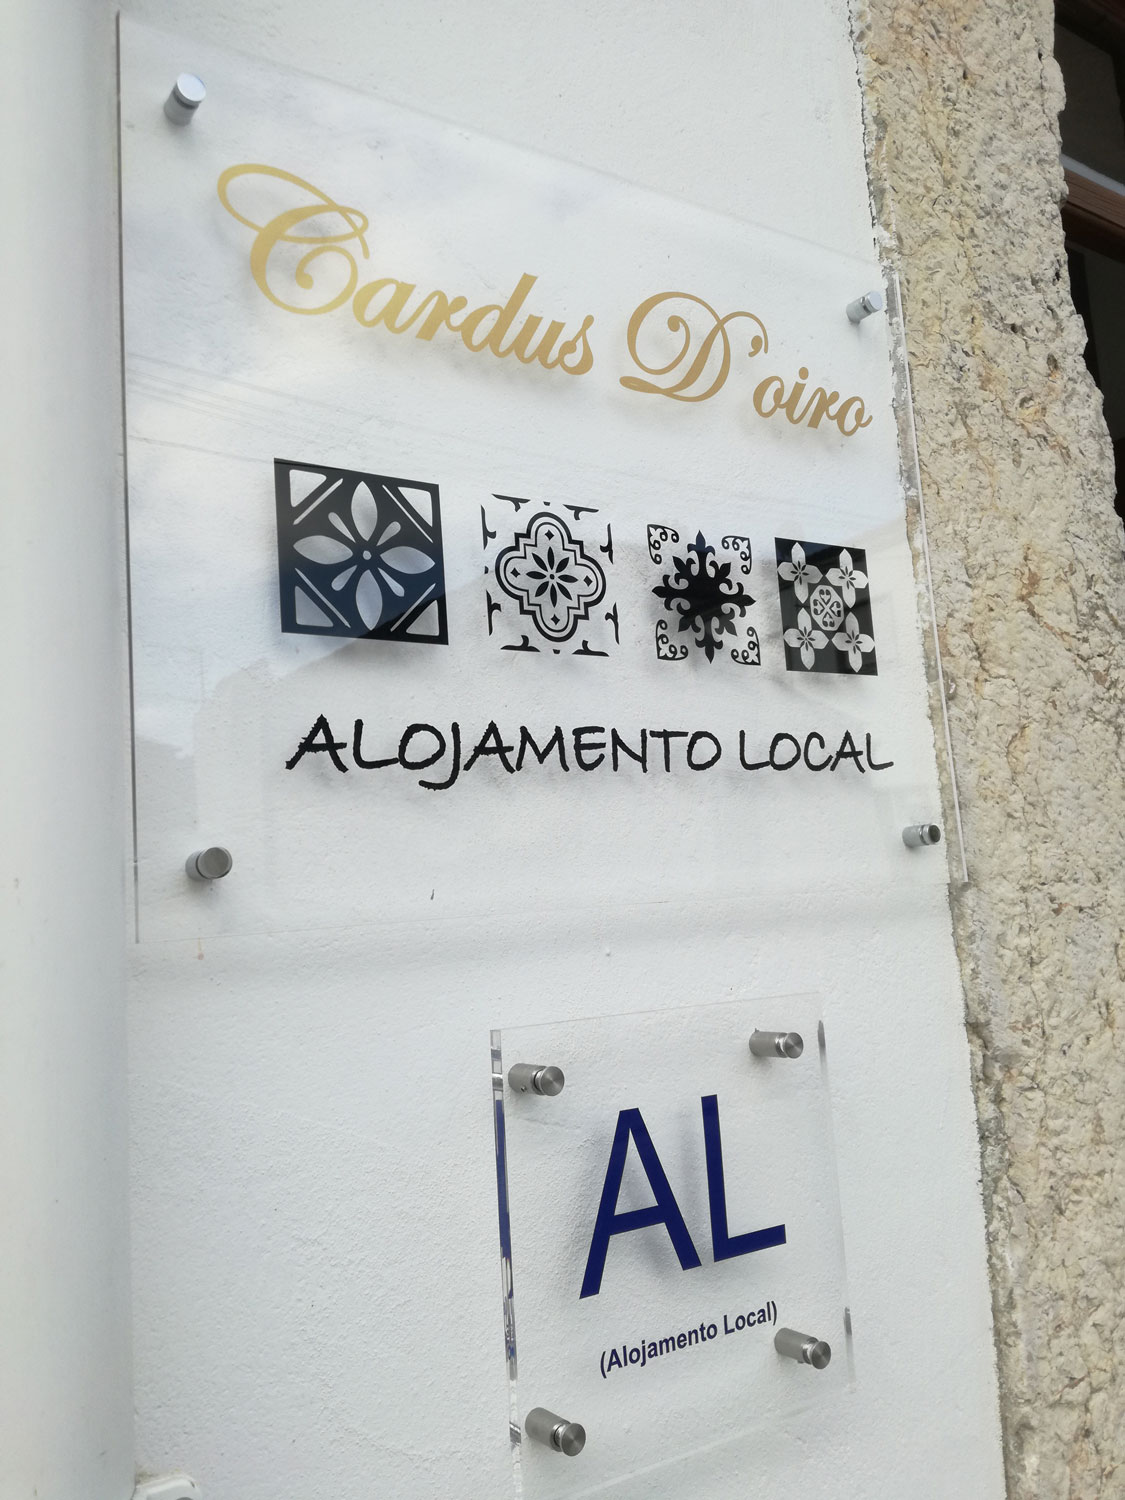 Cardus D'oiro
ALOJAMENTO LOCAL
AL
(Alojamento Local)